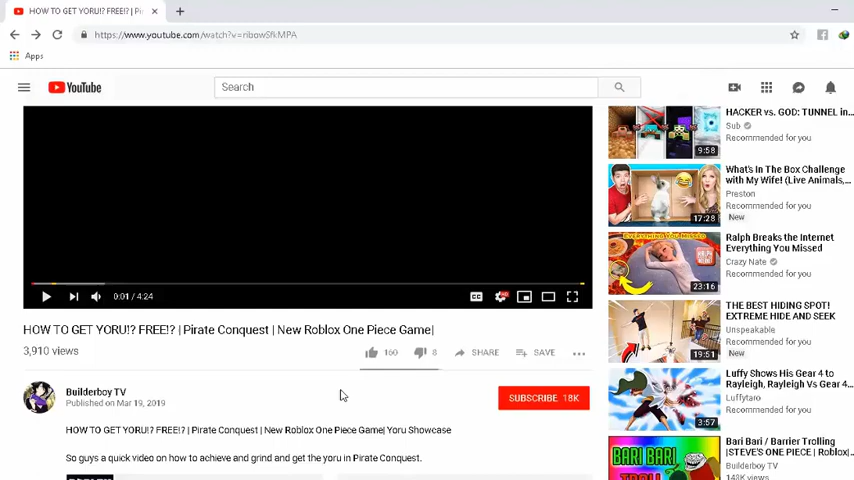 HOW TO GET YORU!? FREE!? | Pi
https://www.youtube.com/watch?v=ribowSfkMPA
Apps
YouTube
Search
0:01 / 4:24
HOW TO GET YORU!? FREE!? | Pirate Conquest | New Roblox One Piece Game|
3,910 views
160
8
SHARE
SAVE
Builderboy TV
Published on Mar 19, 2019
SUBSCRIBE 18K
HOW TO GET YORU!? FREE!? | Pirate Conquest | New Roblox One Piece Game| Yoru Showcase
So guys a quick video on how to achieve and grind and get the yoru in Pirate Conquest.
HACKER vs. GOD: TUNNEL in...
Sub
Recommended for you
9:58
What's In The Box Challenge
with My Wife! (Live Animals,...
Preston
Recommended for you
New
17:28
EVERYTHING YOU MISSED
Ralph Breaks the Internet
Everything You Missed
Crazy Nate
Recommended for you
23:16
THE BEST HIDING SPOT!
EXTREME HIDE AND SEEK
Unspeakable
Recommended for you
New
19:51
Luffy Shows His Gear 4 to
Rayleigh, Rayleigh Vs Gear 4...
Luffytaro
Recommended for you
3:57
BARI BARI
TROLL
Bari Bari / Barrier Trolling
|STEVE'S ONE PIECE | Roblox|...
Builderboy TV
143K views